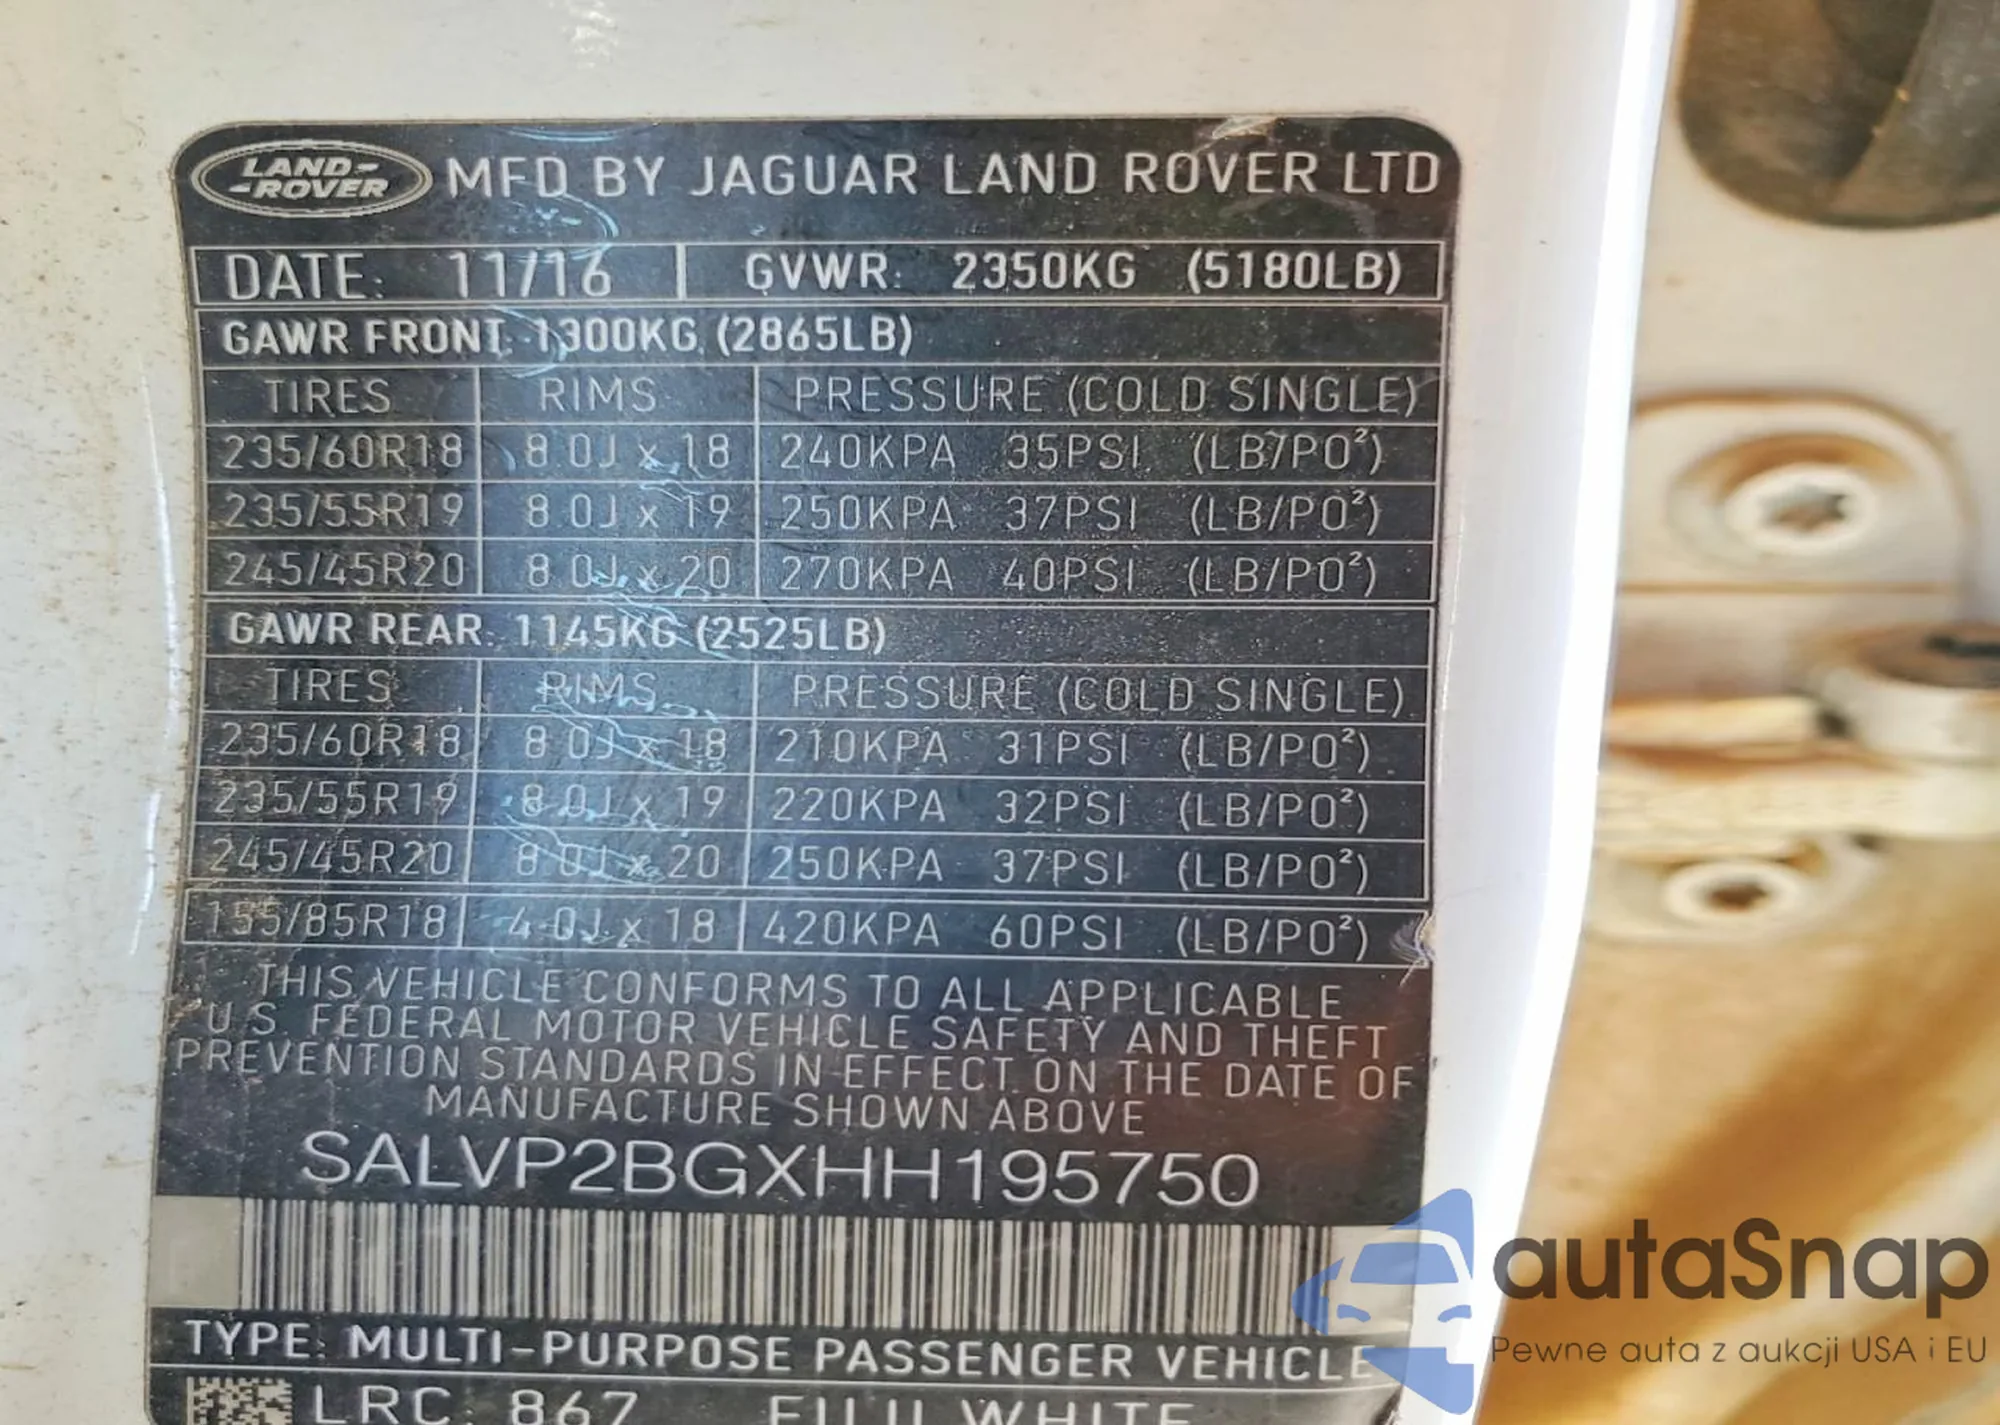 LAND-
-ROVER
MFD BY JAGUAR LAND ROVER LTD
DATE: 11/16 GVWR: 2350KG (5180LB)
GAWR FRONT: 1300KG (2865LB)
TIRES RIMS PRESSURE (COLD SINGLE)
235/60R18 8.0J x 18 240KPA 35PSI (LB/PO²)
235/55R19 8.0J x 19 250KPA 37PSI (LB/PO²)
245/45R20 8.0J x 20 270KPA 40PSI (LB/PO²)
GAWR REAR: 1145KG (2525LB)
TIRES RIMS PRESSURE (COLD SINGLE)
235/60R18 8.0J x 18 210KPA 31PSI (LB/PO²)
235/55R19 8.0J x 19 220KPA 32PSI (LB/PO²)
245/45R20 8.0J x 20 250KPA 37PSI (LB/PO²)
155/85R18 4.0J x 18 420KPA 60PSI (LB/PO²)
THIS VEHICLE CONFORMS TO ALL APPLICABLE
U.S. FEDERAL MOTOR VEHICLE SAFETY AND THEFT
PREVENTION STANDARDS IN EFFECT ON THE DATE OF
MANUFACTURE SHOWN ABOVE
SALVP2BGXHH195750
TYPE: MULTI-PURPOSE PASSENGER VEHICLE
LRC 867 FUJI WHITE
autaSnap
Pewne auta z aukcji USA i EU